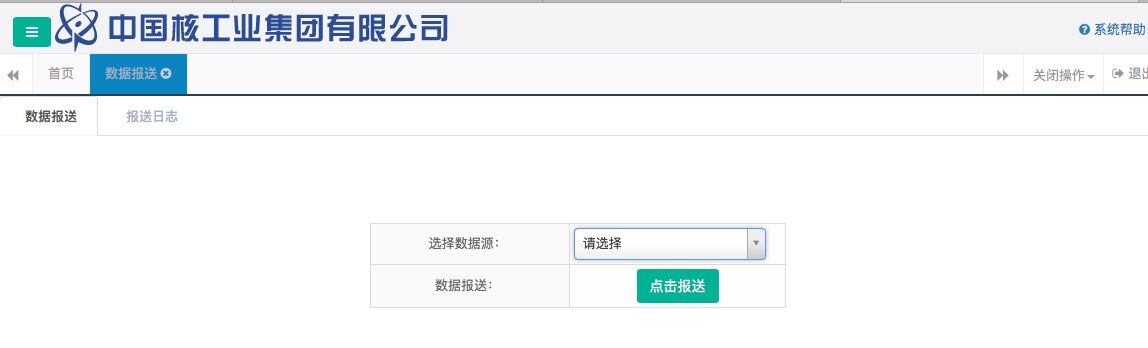 中国核工业集团有限公司
系统帮助
首页
数据报送
关闭操作
退出
数据报送
报送日志
选择数据源：
请选择
数据报送：
点击报送